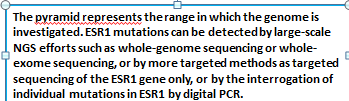 The pyramid represents the range in which the genome is
investigated. ESR1 mutations can be detected by large-scale
NGS efforts such as whole-genome sequencing or whole-
exome sequencing, or by more targeted methods as targeted
sequencing of the ESR1 gene only, or by the interrogation of
individual mutations in ESR1 by digital PCR.